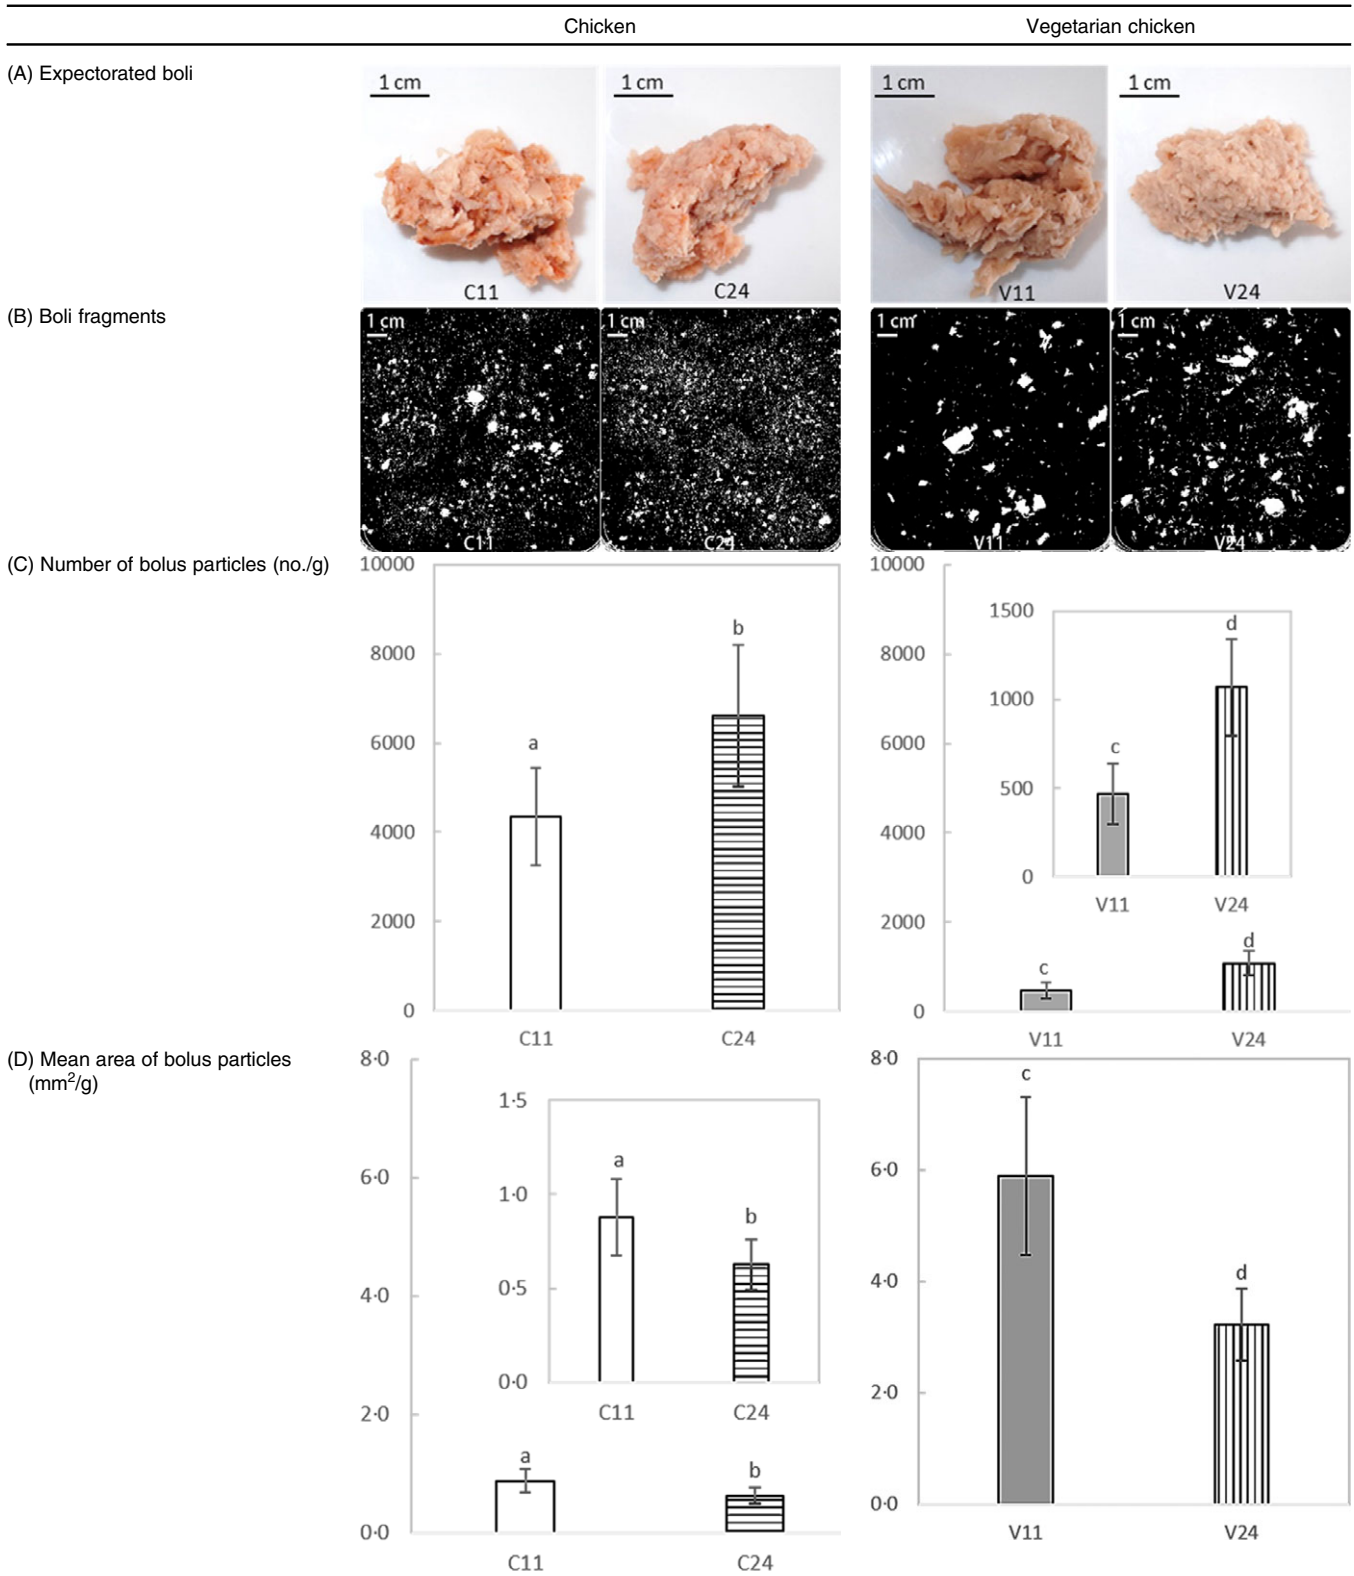 Chicken Vegetarian chicken
(A) Expectorated boli
1 cm 1 cm 1 cm 1 cm
C11 C24 V11 V24
(B) Boli fragments
1 cm 1 cm 1 cm 1 cm
C11 C24 V11 V24
(C) Number of bolus particles (no./g)
10000
8000
6000
4000
2000
0
a
b
C11 C24
10000
8000
6000
4000
2000
0
1500
1000
500
0
c
d
V11 V24
c
d
V11 V24
(D) Mean area of bolus particles
(mm²/g)
8·0
6·0
4·0
2·0
0·0
1·5
1·0
0·5
0·0
a
b
C11 C24
a
b
C11 C24
8·0
6·0
4·0
2·0
0·0
c
d
V11 V24